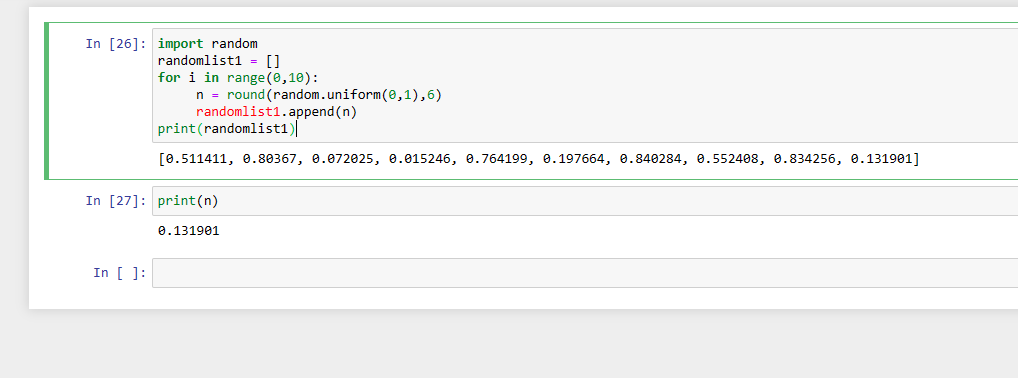 In [26]: import random
randomlist1 = []
for i in range(0,10):
     n = round(random.uniform(0,1),6)
     randomlist1.append(n)
print(randomlist1)
[0.511411, 0.80367, 0.072025, 0.015246, 0.764199, 0.197664, 0.840284, 0.552408, 0.834256, 0.131901]
In [27]: print(n)
0.131901
In [ ]: